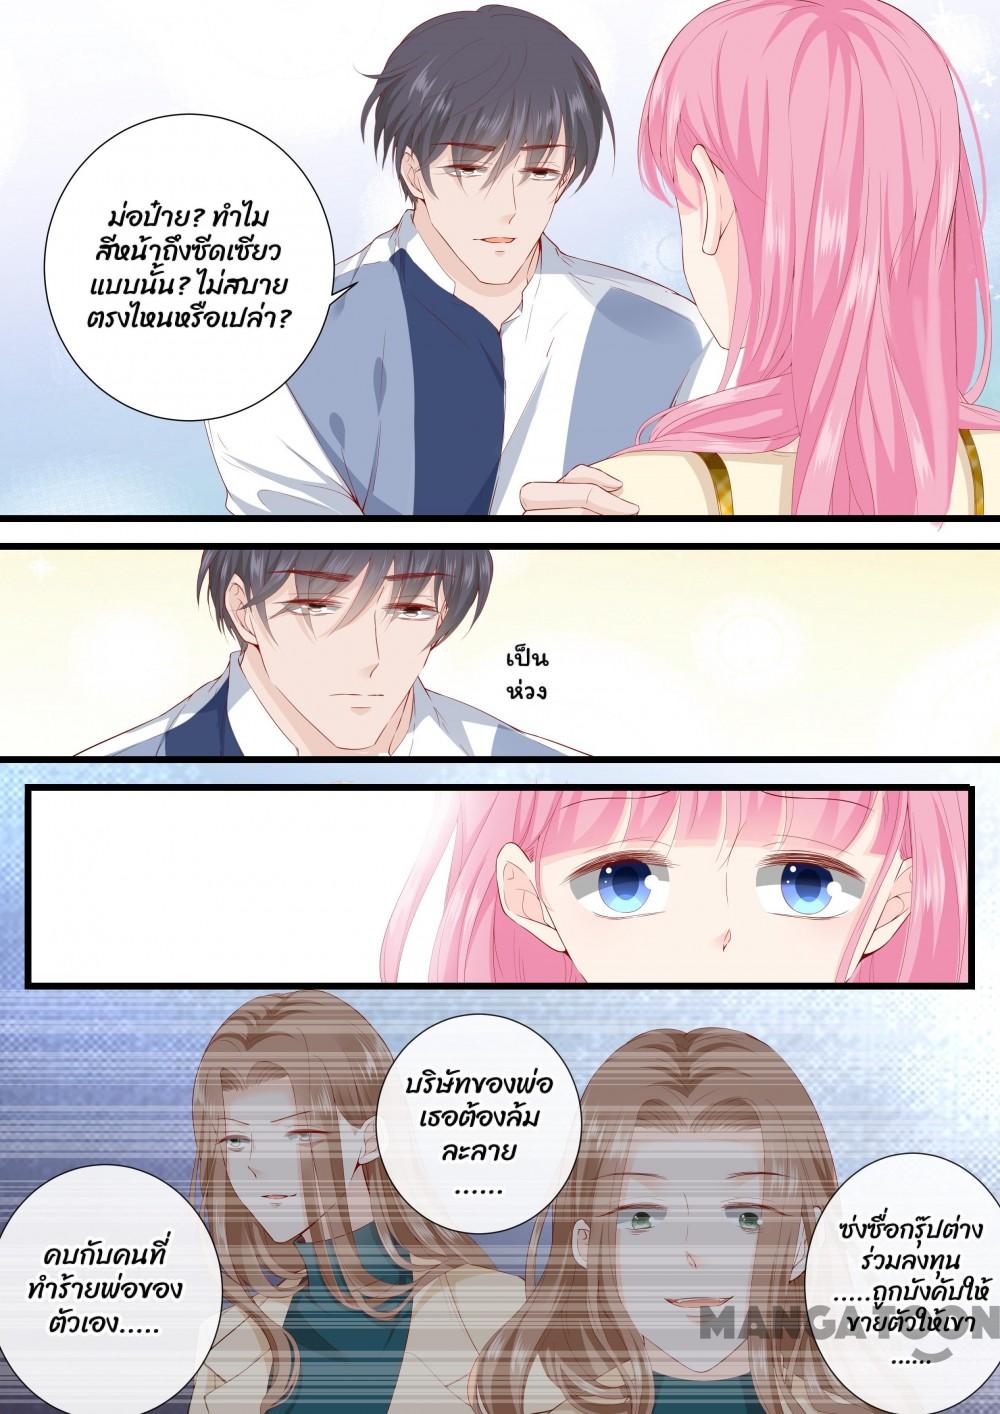 ม่อป๋าย? ทำไม
สีหน้าถึงซีดเซียว
แบบนั้น? ไม่สบาย
ตรงไหนหรือเปล่า?
เป็น
ห่วง
บริษัทของพ่อ
เธอต้องล้ม
ละลาย
......
คบกับคนที่
ทำร้ายพ่อของ
ตัวเอง.....
ซ่งซื่อกรุ๊ปต่าง
ร่วมลงทุน
.....ถูกบังคับให้
ขายตัวให้เขา
......
MANGATOON